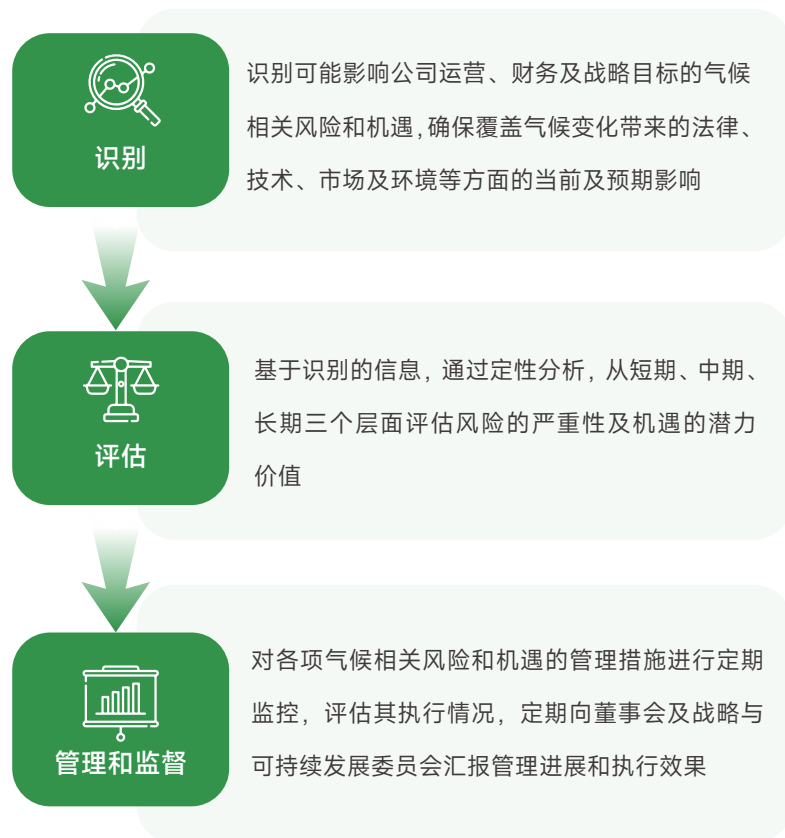 识别
识别可能影响公司运营、财务及战略目标的气候
相关风险和机遇,确保覆盖气候变化带来的法律、
技术、市场及环境等方面的当前及预期影响
评估
基于识别的信息，通过定性分析，从短期、中期、
长期三个层面评估风险的严重性及机遇的潜力
价值
管理和监督
对各项气候相关风险和机遇的管理措施进行定期
监控，评估其执行情况，定期向董事会及战略与
可持续发展委员会汇报管理进展和执行效果